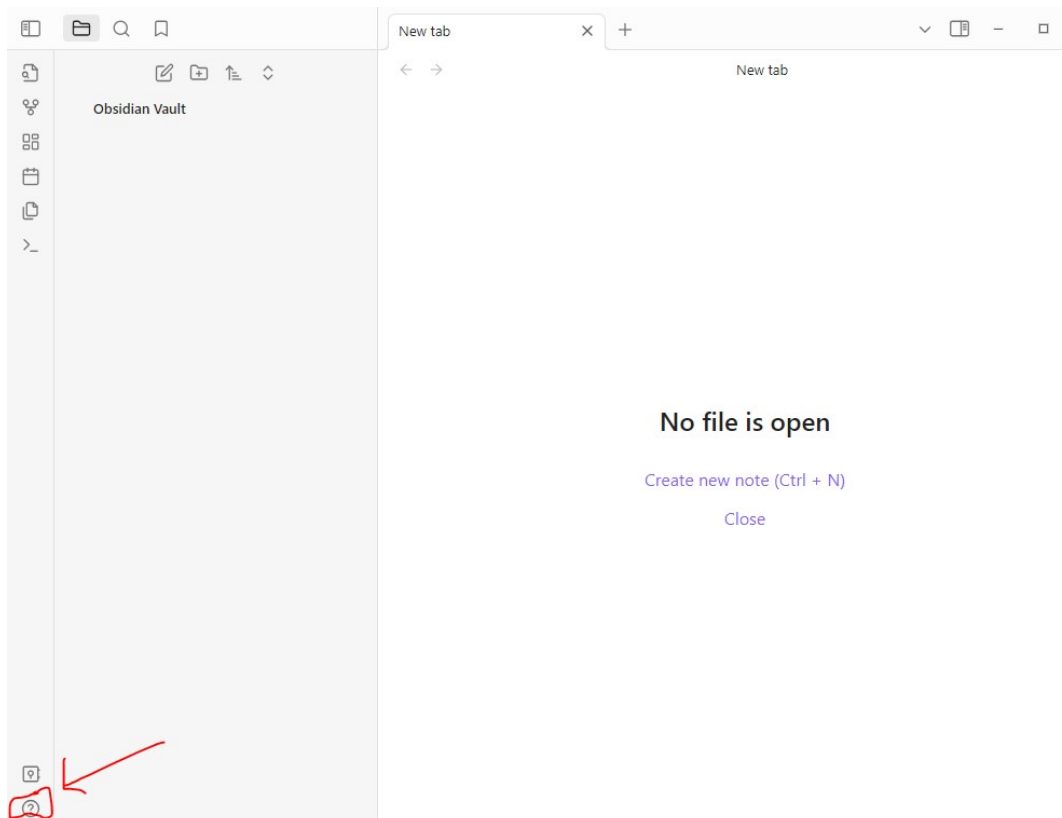 New tab
New tab
Obsidian Vault
No file is open
Create new note (Ctrl + N)
Close